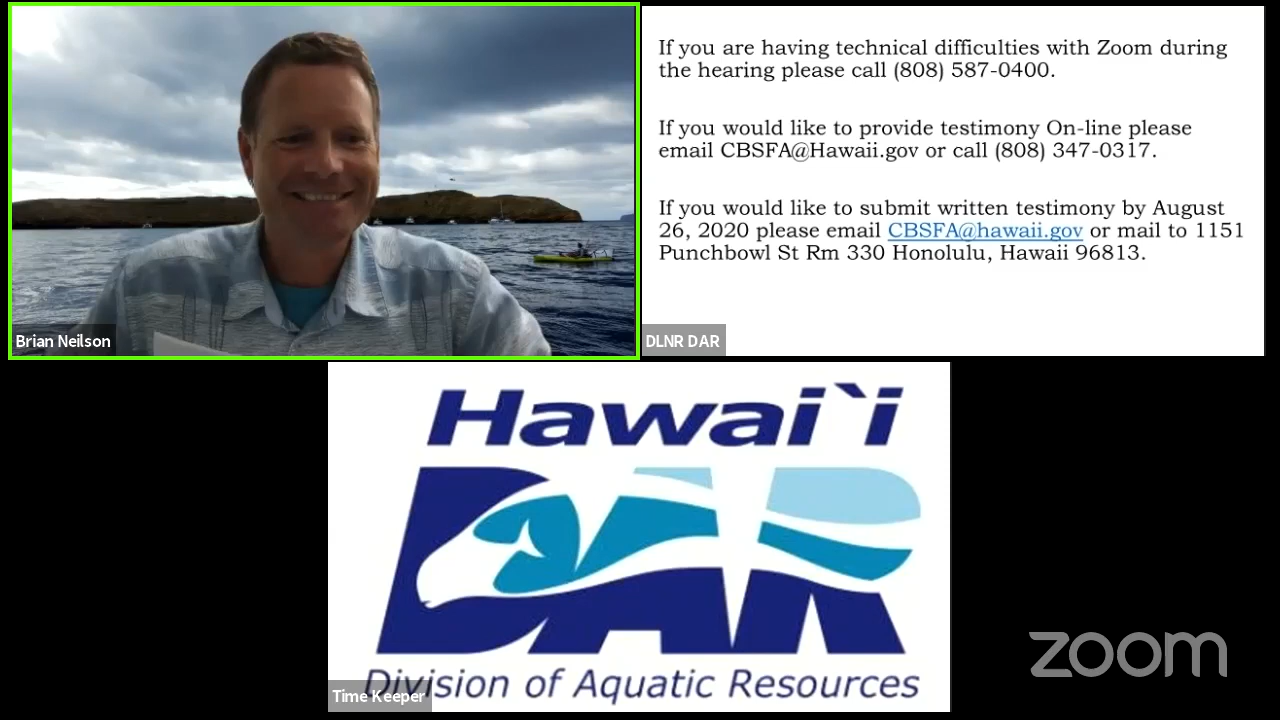 If you are having technical difficulties with Zoom during
the hearing please call (808) 587-0400.
If you would like to provide testimony On-line please
email CBSFA@Hawaii.gov or call (808) 347-0317.
If you would like to submit written testimony by August
26, 2020 please email CBSFA@hawaii.gov or mail to 1151
Punchbowl St Rm 330 Honolulu, Hawaii 96813.
Brian Neilson
DLNR DAR
Hawai`i
DAR
Division of Aquatic Resources
Time Keeper
zoom